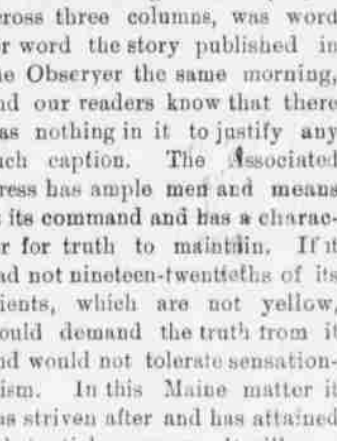 cross three columns, was word
r word the story published in
e Obseryer the same morning,
nd our readers know that there
as nothing in it to justify any
uch caption. The Associated
ress has ample men and means
its command and has a charac-
r for truth to maintain. If it
ad not nineteen-twentieths of its
ients, which are not yellow,
ould demand the truth from it
nd would not tolerate sensation-
ism. In this Maine matter it
as striven after and has attained